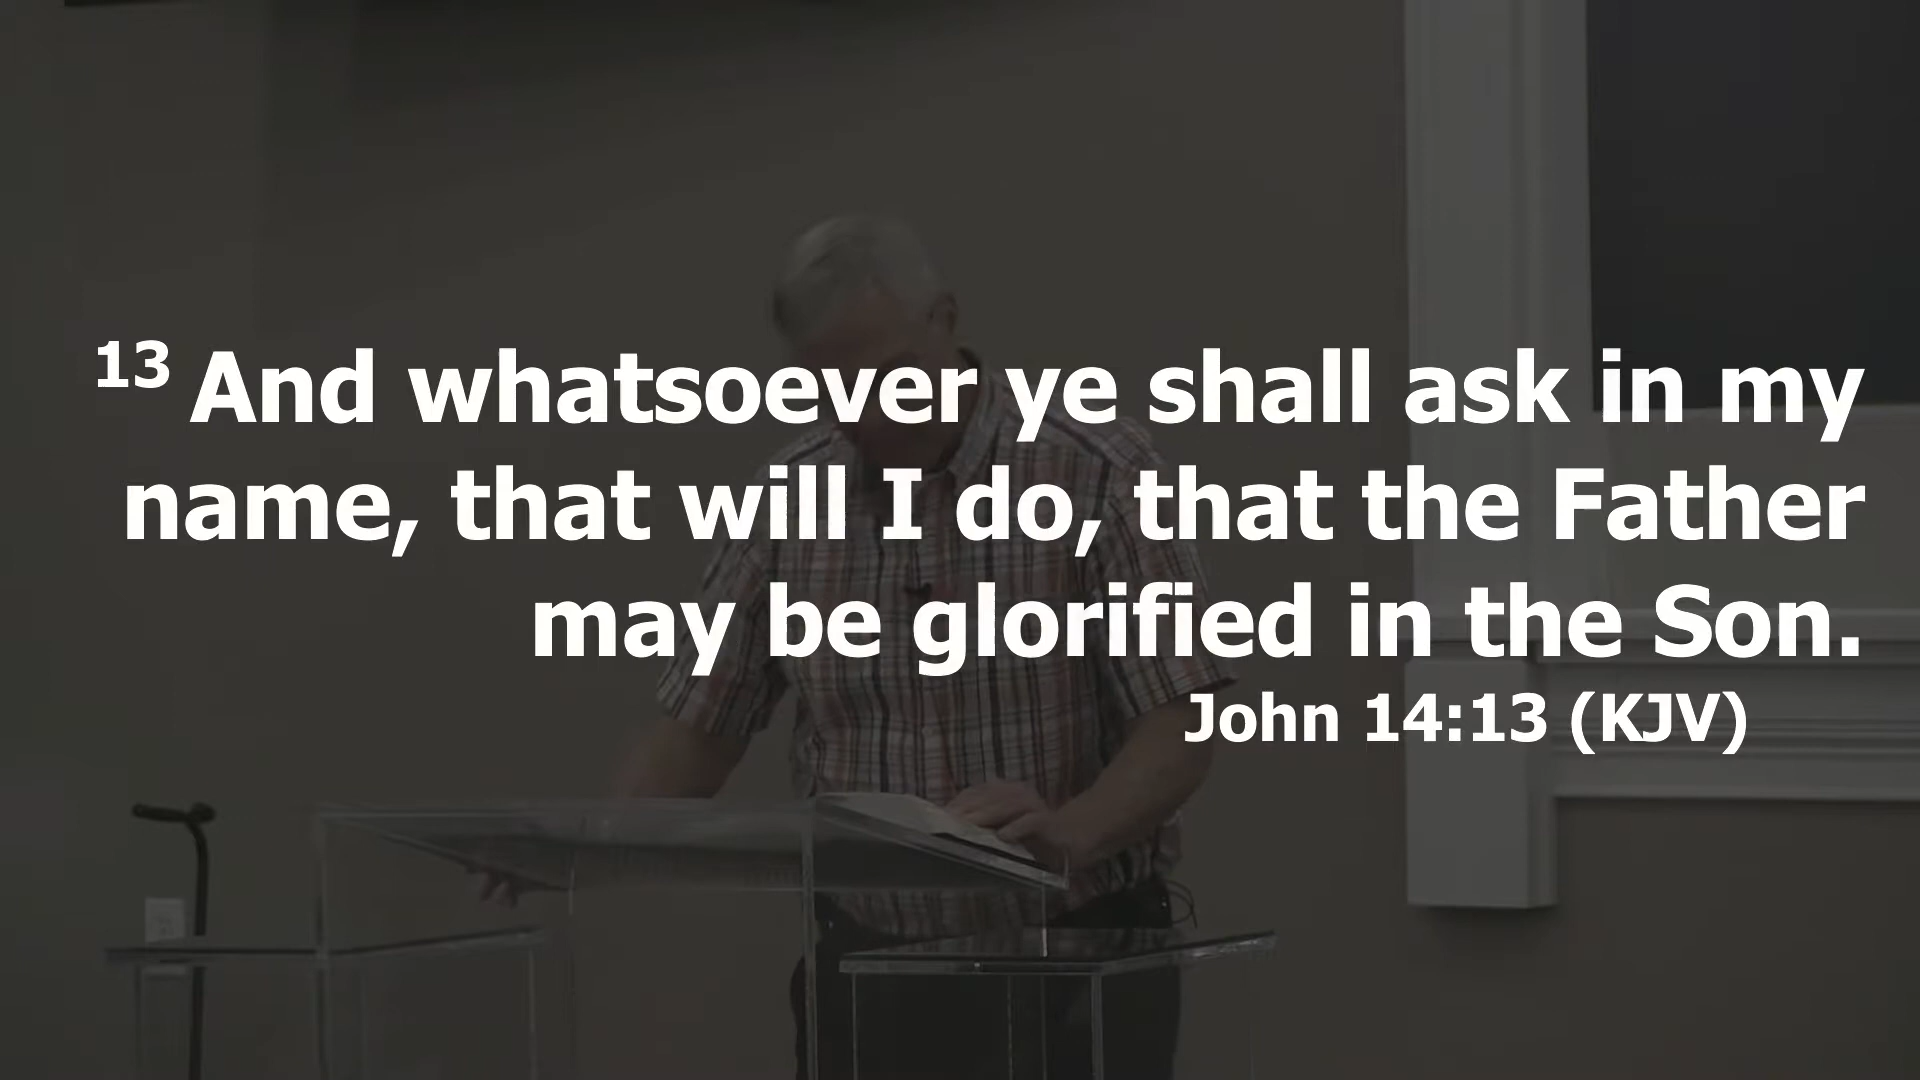 13 And whatsoever ye shall ask in my
name, that will I do, that the Father
may be glorified in the Son.
John 14:13 (KJV)